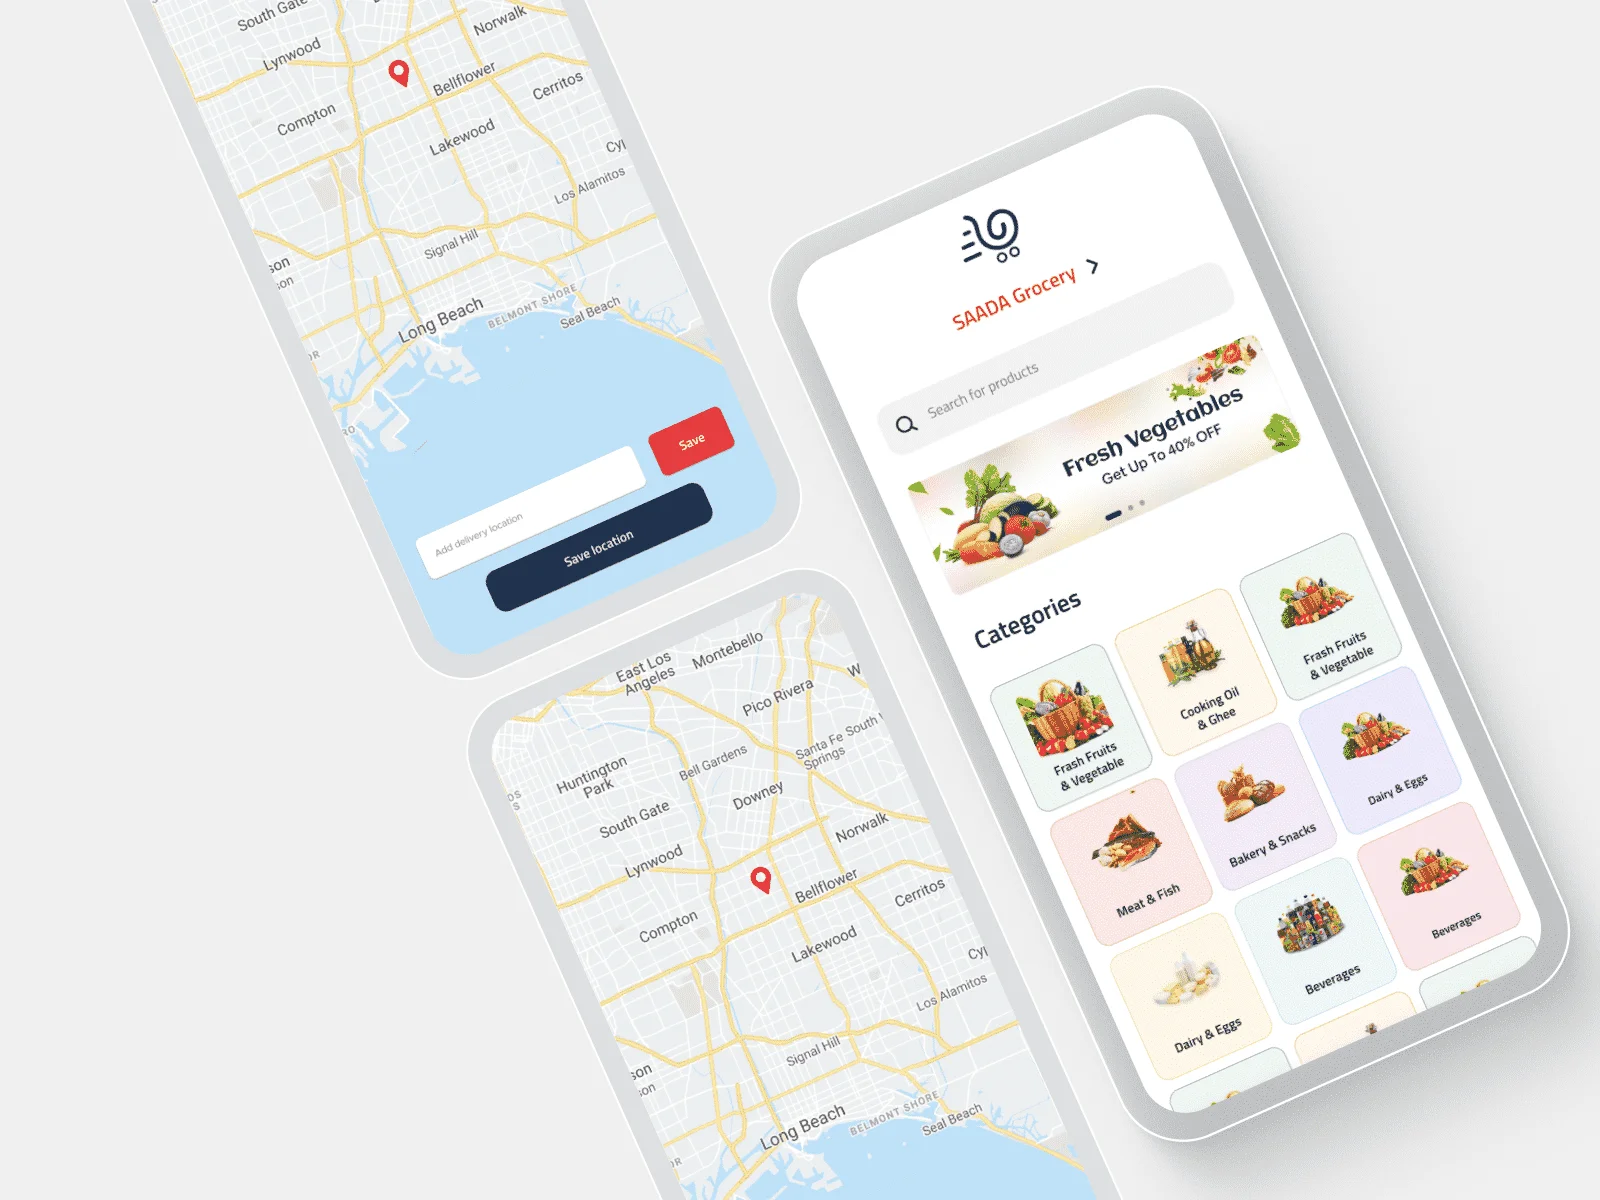 South Gate
Norwalk
Lynwood
Bellflower
Cerritos
Compton
Lakewood
Cyl
Los Alamitos
Signal Hill
son
son
BELMONT SHORE
Long Beach
Seal Beach
Save
Add delivery location
Save location
East Los
Angeles
Montebello
Pico Rivera
W
Santa Fe
Springs
South
Bell Gardens
Huntington
Park
Downey
South Gate
Norwalk
Lynwood
Bellflower
Cerritos
Compton
Lakewood
Cyl
Los Alamitos
Signal Hill
son
son
BELMONT SHORE
Long Beach
Seal Beach
SAADA Grocery
Search for products
Fresh Vegetables
Get Up To 40% OFF
Categories
Frash Fruits
& Vegetable
Cooking Oil
& Ghee
Frash Fruits
& Vegetable
Meat & Fish
Bakery & Snacks
Dairy & Eggs
Dairy & Eggs
Beverages
Beverages